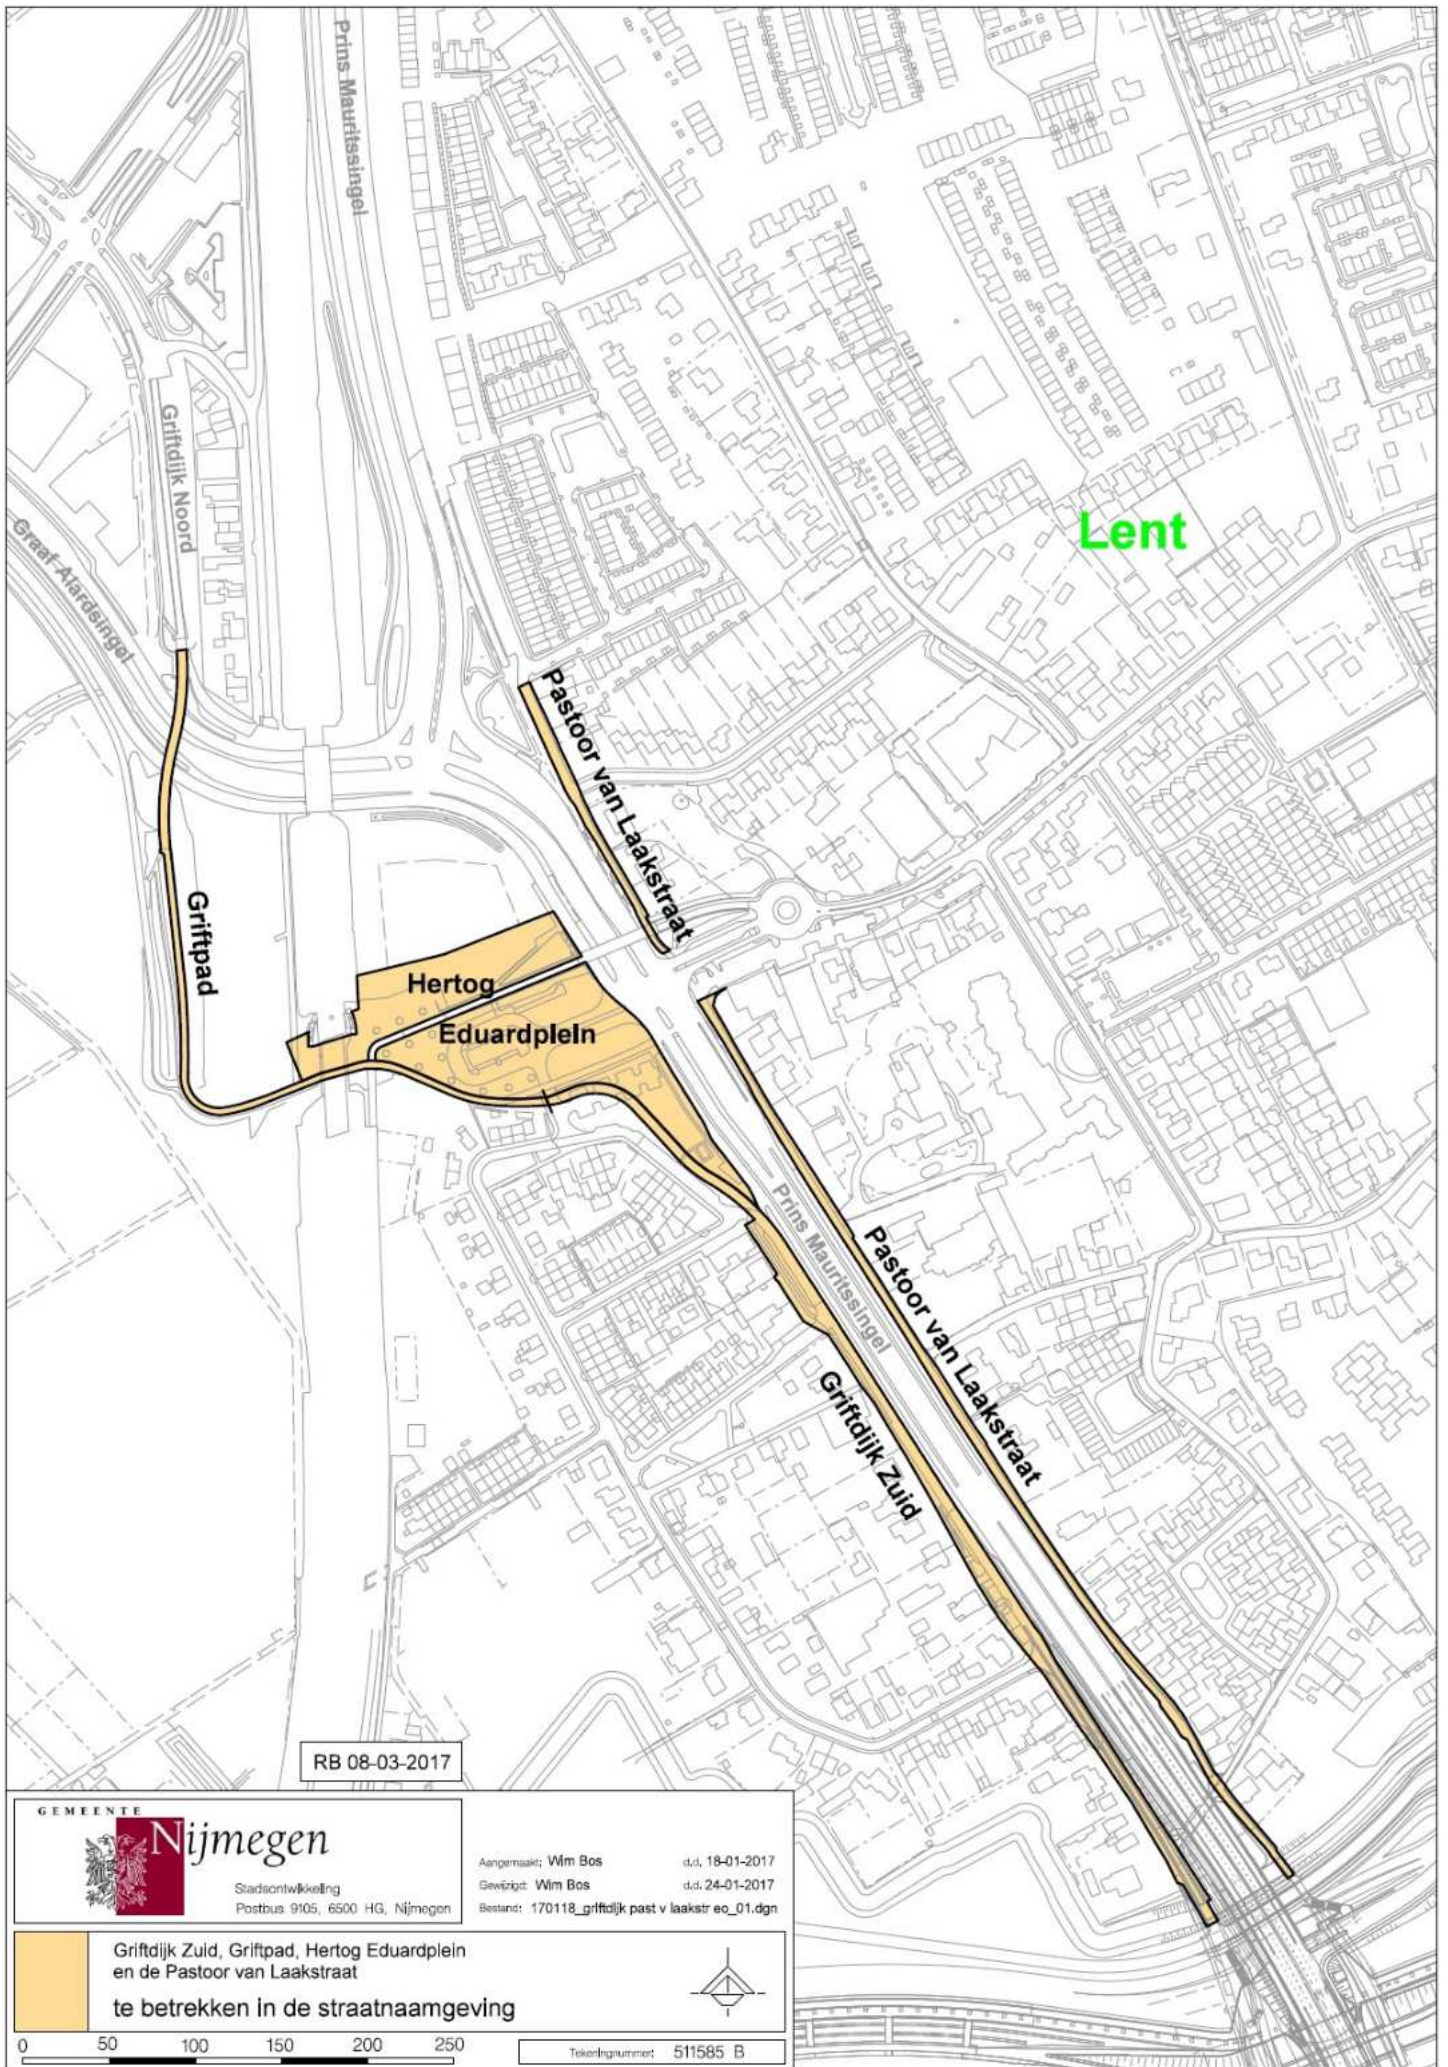 Prins Mauritssingel
Griftdijk Noord
Graaf Alardsingel
Lent
Pastoor van Laakstraat
Griftpad
Hertog
Eduardplein
Prins Mauritssingel
Pastoor van Laakstraat
Griftdijk Zuid
RB 08-03-2017
GEMEENTE
Nijmegen
Stadsontwikkeling
Postbus 9105, 6500 HG, Nijmegen
Aangemaakt: Wim Bos d.d. 18-01-2017
Gewijzigd: Wim Bos d.d. 24-01-2017
Bestand: 170118_griftdijk past v laakstr eo_01.dgn
Griftdijk Zuid, Griftpad, Hertog Eduardplein
en de Pastoor van Laakstraat
te betrekken in de straatnaamgeving
0 50 100 150 200 250
Tekeningnummer: 511585 B